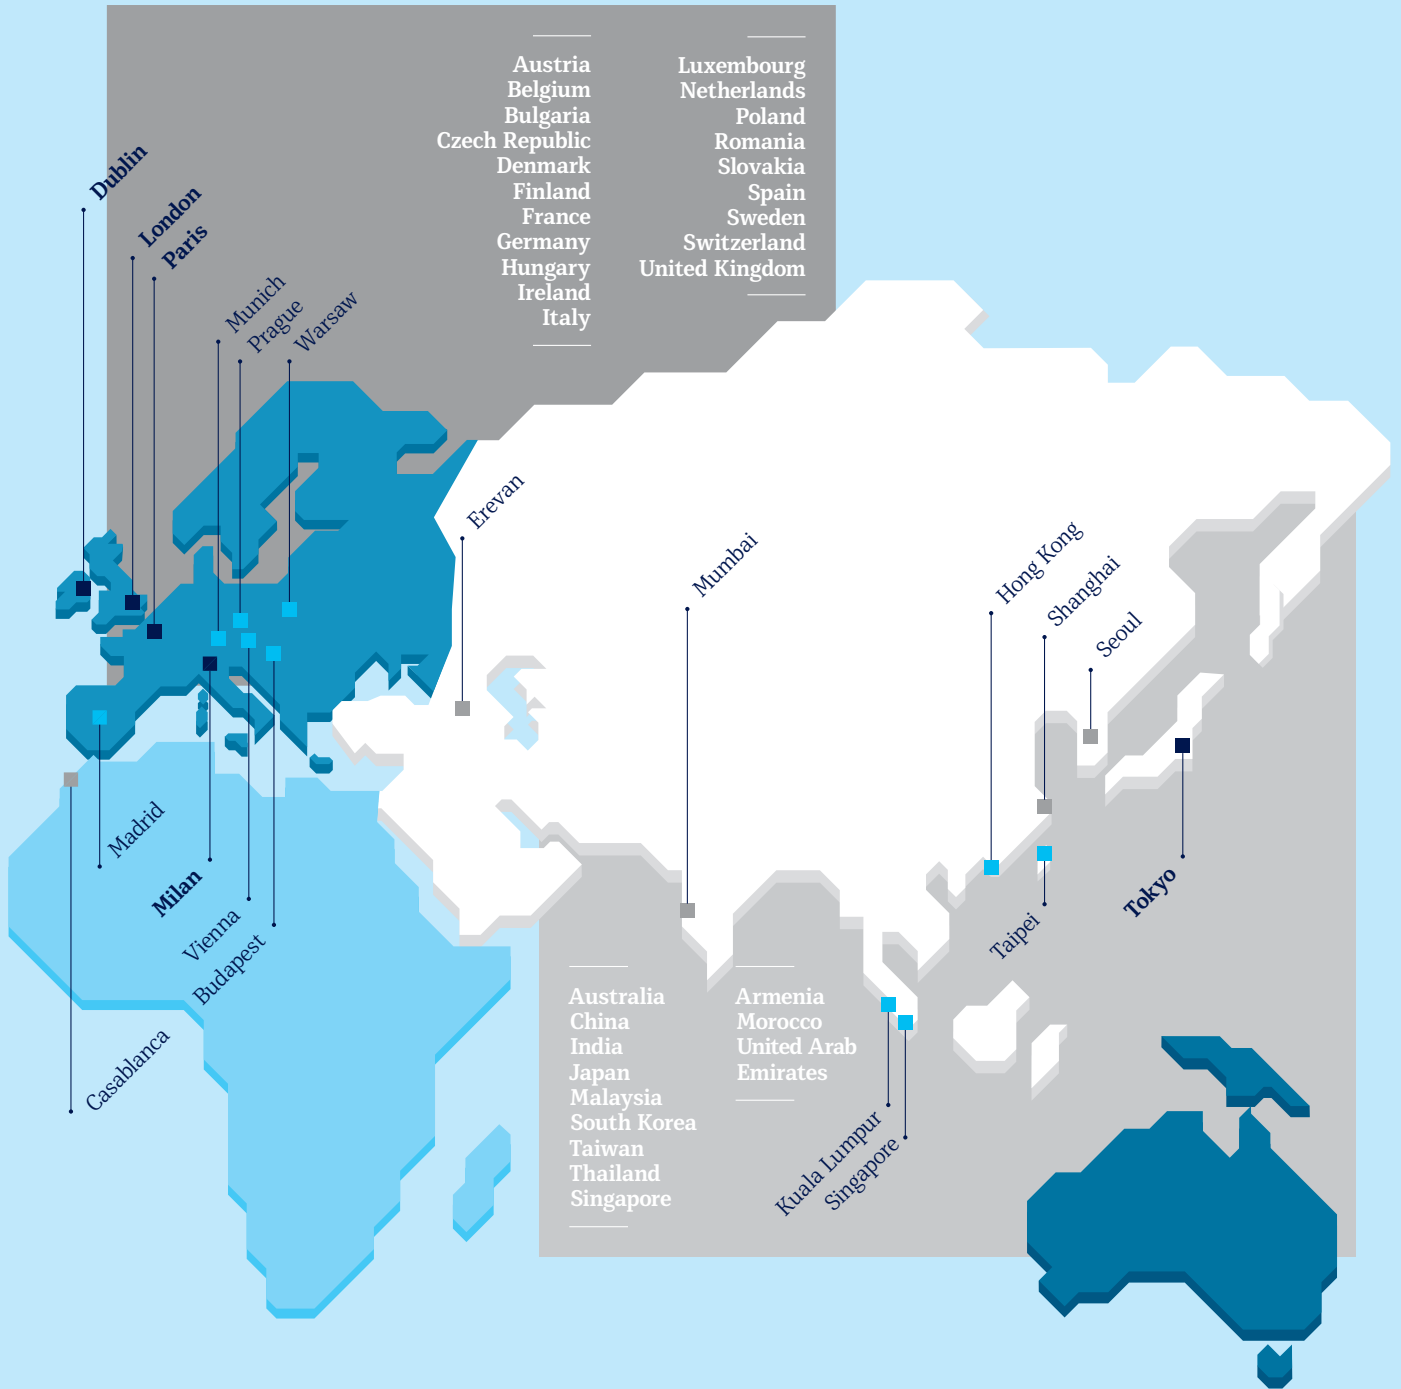 Austria
Belgium
Bulgaria
Czech Republic
Denmark
Finland
France
Germany
Hungary
Ireland
Italy
Luxembourg
Netherlands
Poland
Romania
Slovakia
Spain
Sweden
Switzerland
United Kingdom
Dublin
London
Paris
Munich
Prague
Warsaw
Erevan
Mumbai
Hong Kong
Shanghai
Seoul
Madrid
Milan
Vienna
Budapest
Casablanca
Tokyo
Taipei
Kuala Lumpur
Singapore
Australia
China
India
Japan
Malaysia
South Korea
Taiwan
Thailand
Singapore
Armenia
Morocco
United Arab
Emirates